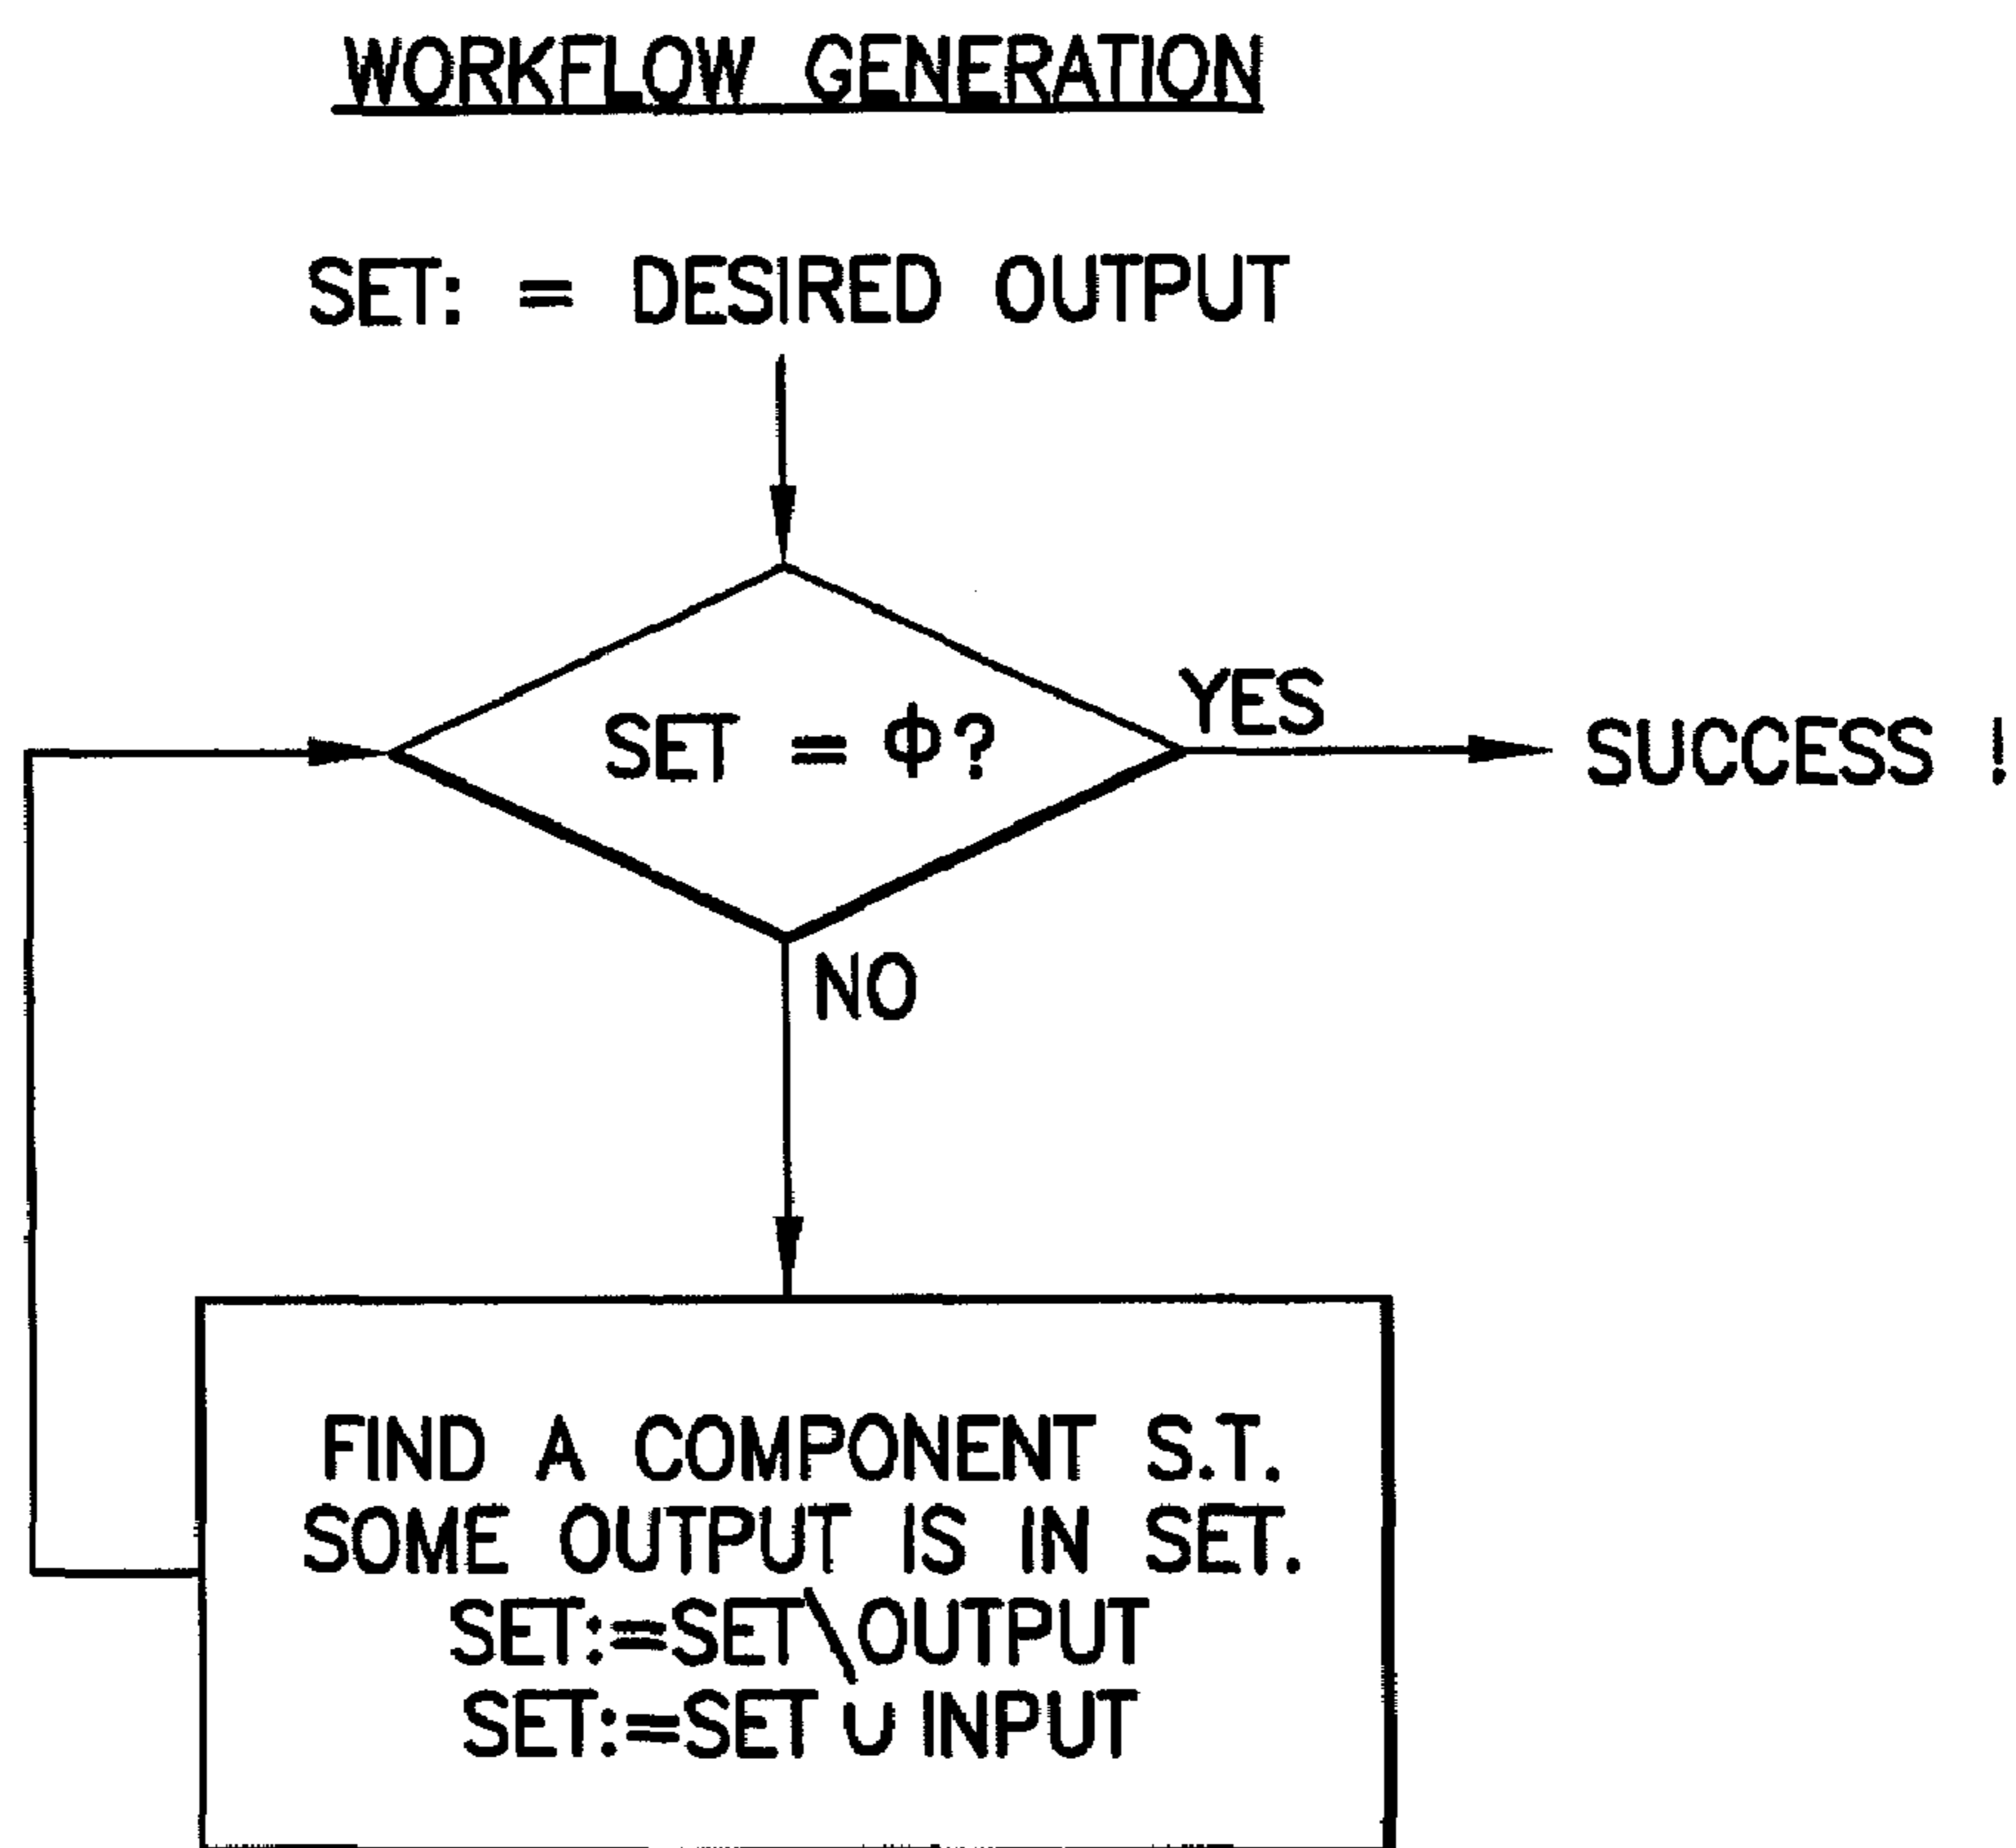 WORKFLOW GENERATION
SET: = DESIRED OUTPUT
SET = Φ?
YES
SUCCESS !
NO
FIND A COMPONENT S.T.
SOME OUTPUT IS IN SET.
SET:=SET\OUTPUT
SET:=SET ∪ INPUT